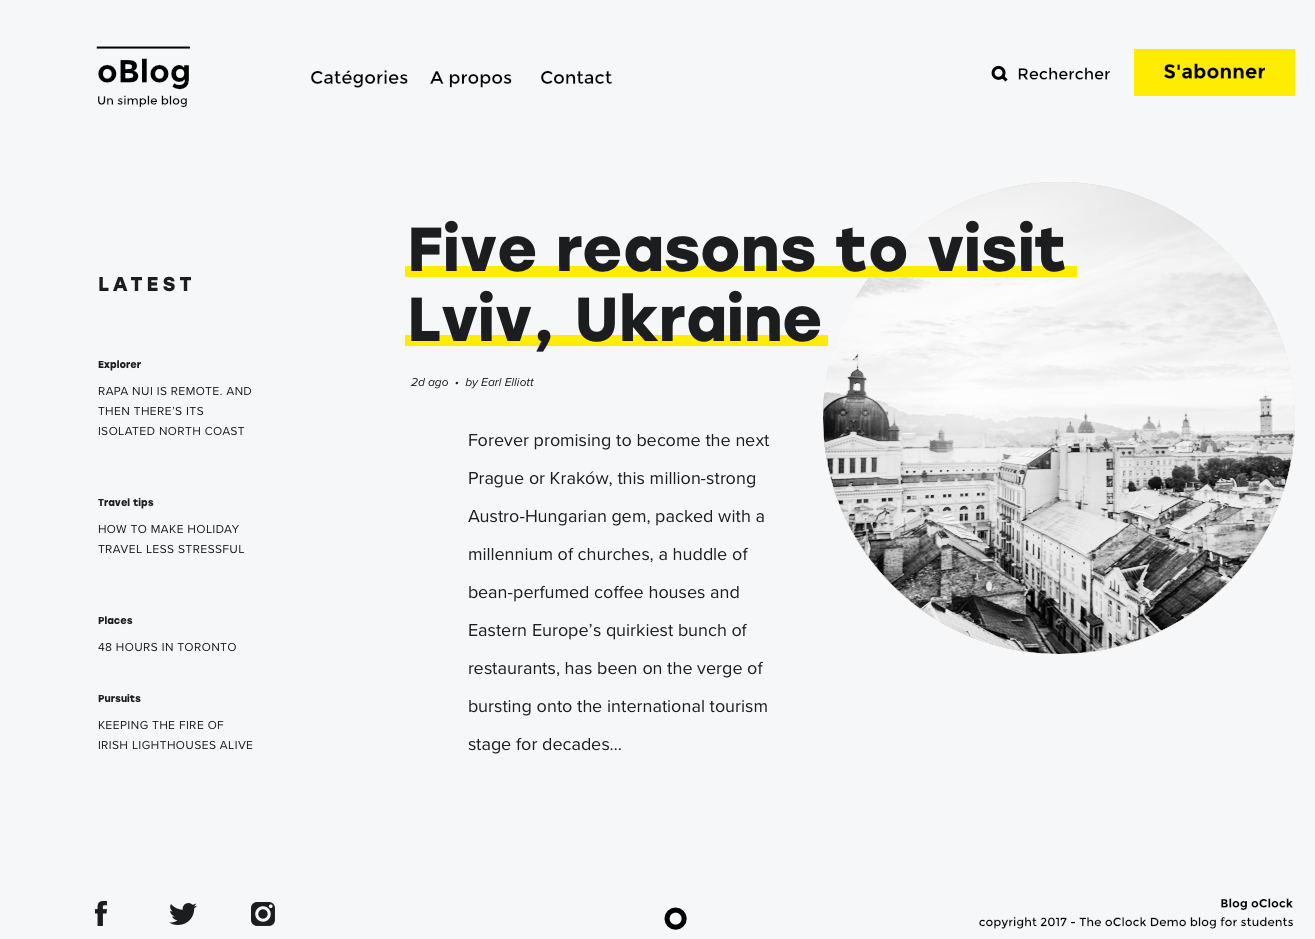 oBlog
Un simple blog
Catégories A propos Contact
Rechercher
S'abonner
LATEST
Explorer
RAPA NUI IS REMOTE. AND
THEN THERE’S ITS
ISOLATED NORTH COAST
Travel tips
HOW TO MAKE HOLIDAY
TRAVEL LESS STRESSFUL
Places
48 HOURS IN TORONTO
Pursuits
KEEPING THE FIRE OF
IRISH LIGHTHOUSES ALIVE
Five reasons to visit
Lviv, Ukraine
2d ago • by Earl Elliott
Forever promising to become the next
Prague or Kraków, this million-strong
Austro-Hungarian gem, packed with a
millennium of churches, a huddle of
bean-perfumed coffee houses and
Eastern Europe’s quirkiest bunch of
restaurants, has been on the verge of
bursting onto the international tourism
stage for decades...
Blog oClock
copyright 2017 - The oClock Demo blog for students